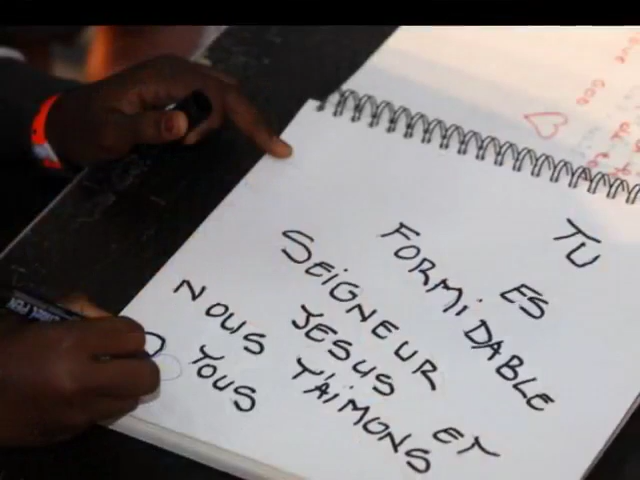 TU
ES
FORMIDABLE
SEIGNEUR
JESUS ET
NOUS T'AIMONS
TOUS